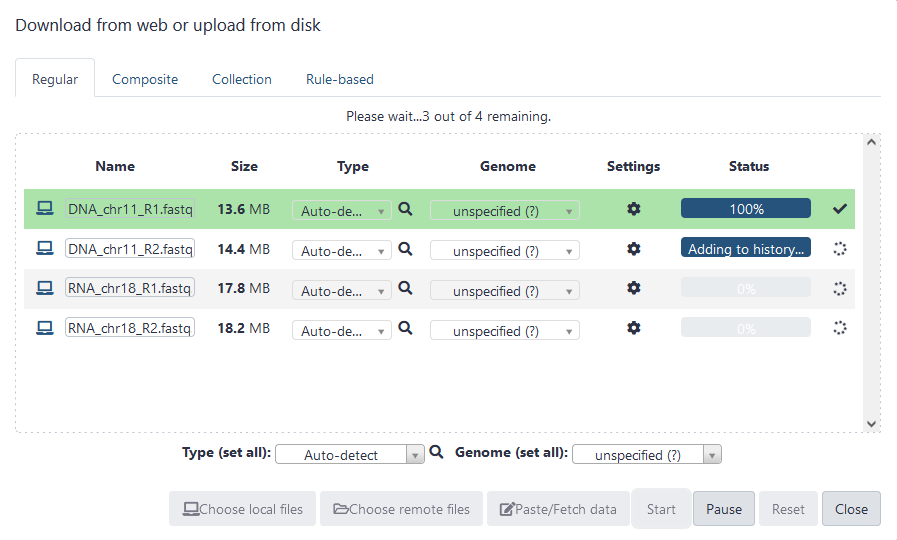 Download from web or upload from disk
Regular Composite Collection Rule-based
Please wait...3 out of 4 remaining.
Name Size Type Genome Settings Status
DNA_chr11_R1.fastq 13.6 MB Auto-de... unspecified (?) 100%
DNA_chr11_R2.fastq 14.4 MB Auto-de... unspecified (?) Adding to history...
RNA_chr18_R1.fastq 17.8 MB Auto-de... unspecified (?) 0%
RNA_chr18_R2.fastq 18.2 MB Auto-de... unspecified (?) 0%
Type (set all): Auto-detect Genome (set all): unspecified (?)
Choose local files Choose remote files Paste/Fetch data Start Pause Reset Close